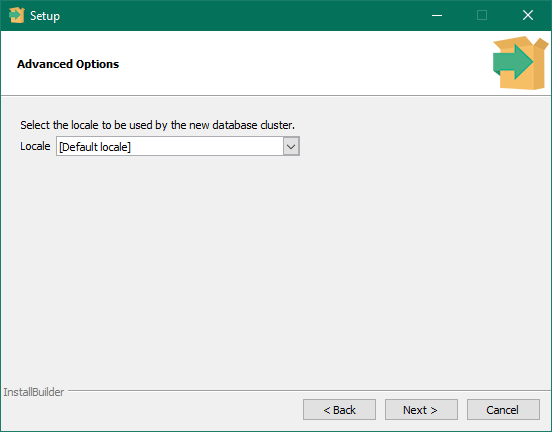 Setup
Advanced Options
Select the locale to be used by the new database cluster.
Locale [Default locale]
InstallBuilder
< Back Next > Cancel